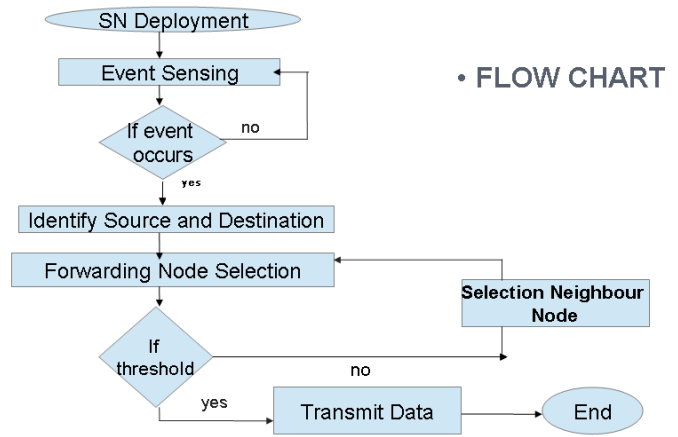 SN Deployment
Event Sensing
• FLOW CHART
If event
occurs
no
yes
Identify Source and Destination
Forwarding Node Selection
Selection Neighbour
Node
If
threshold
no
yes
Transmit Data
End